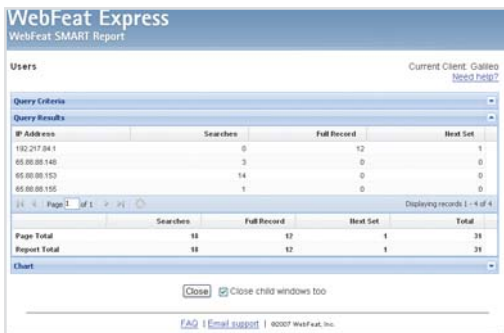 WebFeat Express
WebFeat SMART Report
Users
Current Client: Galileo
Need help?
Query Criteria
Query Results
IP Address Searches Full Record Next Set
192.217.84.1 0 12 1
65.88.88.148 3 0 0
65.88.88.153 14 0 0
65.88.88.155 1 0 0
Page 1 of 1 Displaying records 1 - 4 of 4
Searches Full Record Next Set Total
Page Total 18 12 1 31
Report Total 18 12 1 31
Chart
Close Close child windows too
FAQ | Email support | ©2007 WebFeat, Inc.